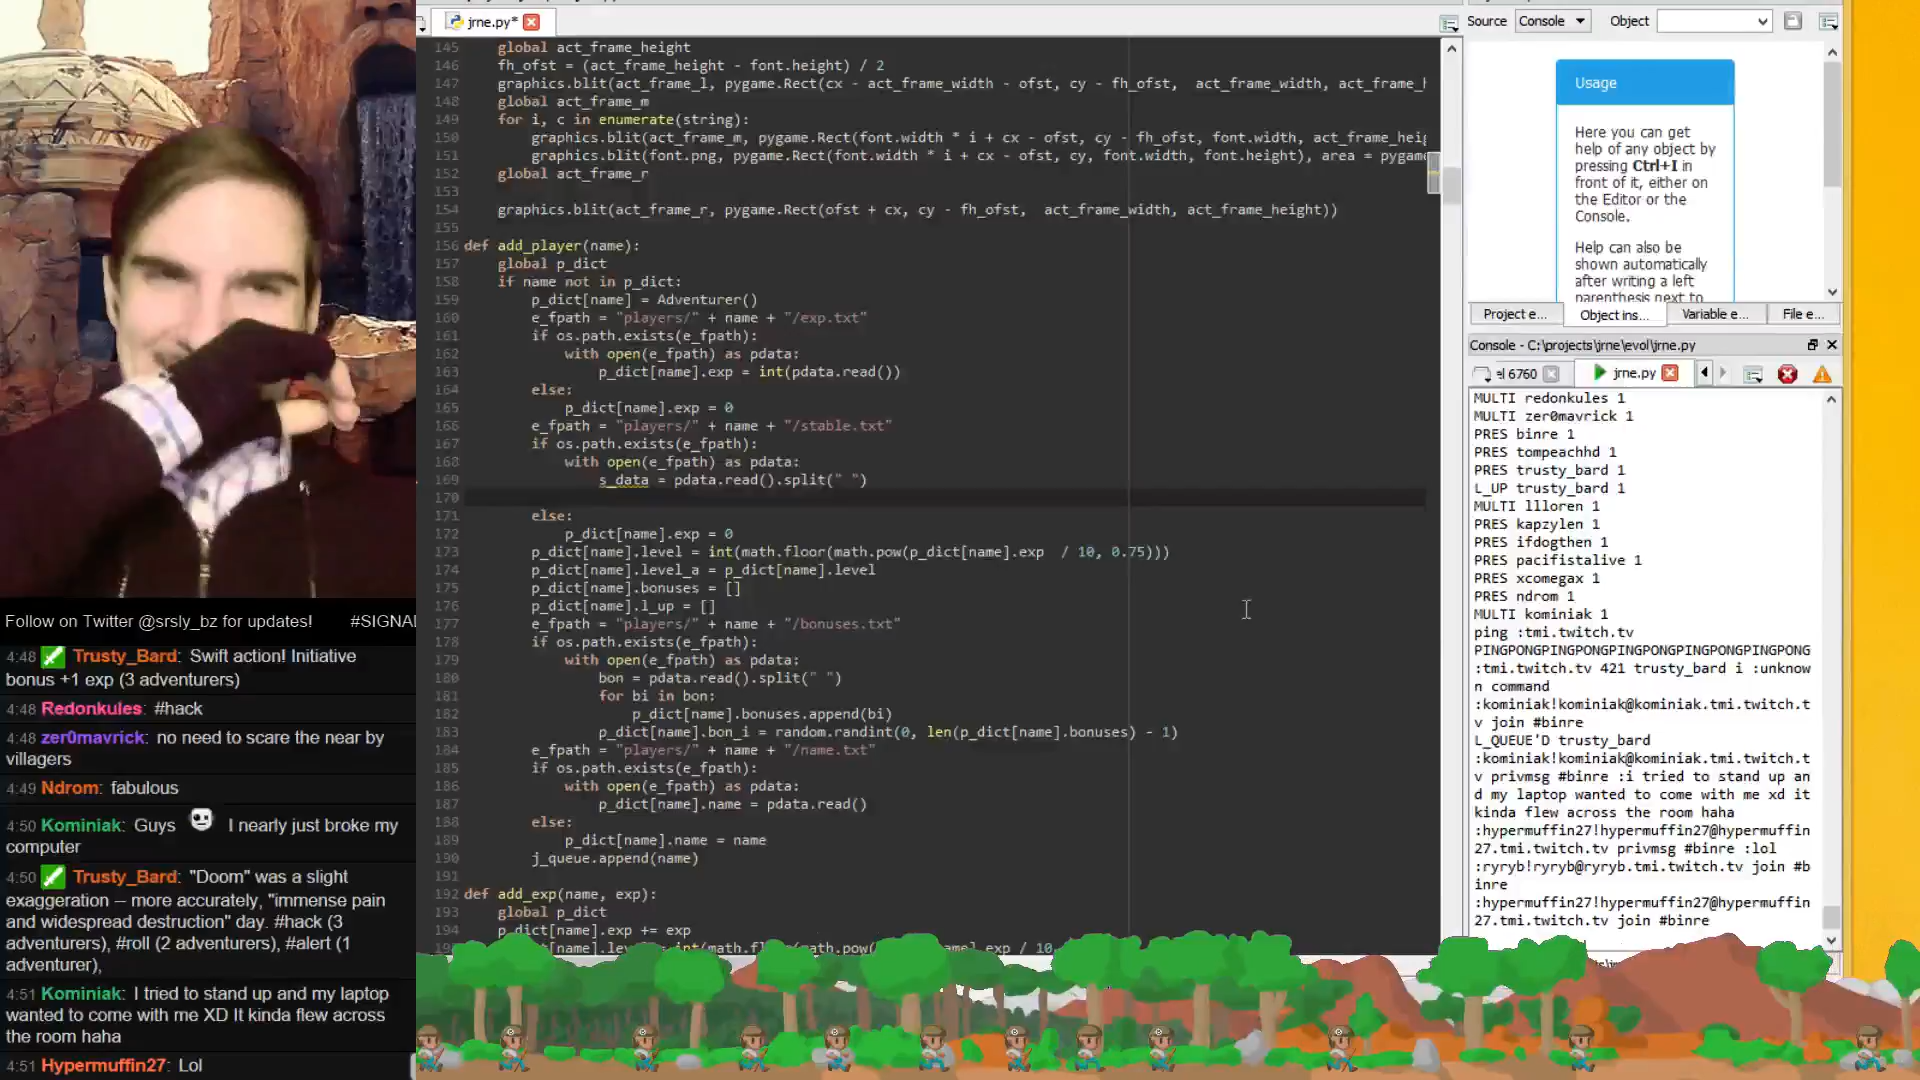 jrne.py*
145 global act_frame_height
146 fh_ofst = (act_frame_height - font.height) / 2
147 graphics.blit(act_frame_l, pygame.Rect(cx - act_frame_width - ofst, cy - fh_ofst,  act_frame_width, act_frame_h
148 global act_frame_m
149 for i, c in enumerate(string):
150 graphics.blit(act_frame_m, pygame.Rect(font.width * i + cx - ofst, cy - fh_ofst, font.width, act_frame_heig
151 graphics.blit(font.png, pygame.Rect(font.width * i + cx - ofst, cy, font.width, font.height), area = pygame
152 global act_frame_r
153
154 graphics.blit(act_frame_r, pygame.Rect(ofst + cx, cy - fh_ofst,  act_frame_width, act_frame_height))
155
156 def add_player(name):
157 global p_dict
158 if name not in p_dict:
159 p_dict[name] = Adventurer()
160 e_fpath = "players/" + name + "/exp.txt"
161 if os.path.exists(e_fpath):
162 with open(e_fpath) as pdata:
163 p_dict[name].exp = int(pdata.read())
164 else:
165 p_dict[name].exp = 0
166 e_fpath = "players/" + name + "/stable.txt"
167 if os.path.exists(e_fpath):
168 with open(e_fpath) as pdata:
169 s_data = pdata.read().split(" ")
170
171 else:
172 p_dict[name].exp = 0
173 p_dict[name].level = int(math.floor(math.pow(p_dict[name].exp  / 10, 0.75)))
174 p_dict[name].level_a = p_dict[name].level
175 p_dict[name].bonuses = []
176 p_dict[name].l_up = []
177 e_fpath = "players/" + name + "/bonuses.txt"
178 if os.path.exists(e_fpath):
179 with open(e_fpath) as pdata:
180 bon = pdata.read().split(" ")
181 for bi in bon:
182 p_dict[name].bonuses.append(bi)
183 p_dict[name].bon_i = random.randint(0, len(p_dict[name].bonuses) - 1)
184 e_fpath = "players/" + name + "/name.txt"
185 if os.path.exists(e_fpath):
186 with open(e_fpath) as pdata:
187 p_dict[name].name = pdata.read()
188 else:
189 p_dict[name].name = name
190 j_queue.append(name)
191
192 def add_exp(name, exp):
193 global p_dict
194 p_dict[name].exp += exp
Source Console Object
Usage
Here you can get
help of any object by
pressing Ctrl+I in
front of it, either on
the Editor or the
Console.
Help can also be
shown automatically
after writing a left
parenthesis next to
Project e... Object ins... Variable e... File e...
Console - C:\projects\jrne\evol\jrne.py
el 6760 jrne.py
MULTI redonkules 1
MULTI zer0mavrick 1
PRES binre 1
PRES tompeachhd 1
PRES trusty_bard 1
L_UP trusty_bard 1
MULTI llloren 1
PRES kapzylen 1
PRES ifdogthen 1
PRES pacifistalive 1
PRES xcomegax 1
PRES ndrom 1
MULTI kominiak 1
ping :tmi.twitch.tv
PINGPONGPINGPONGPINGPONGPINGPONGPINGPONG
:tmi.twitch.tv 421 trusty_bard i :unknow
n command
:kominiak!kominiak@kominiak.tmi.twitch.t
v join #binre
L_QUEUE'D trusty_bard
:kominiak!kominiak@kominiak.tmi.twitch.t
v privmsg #binre :i tried to stand up an
d my laptop wanted to come with me xd it
kinda flew across the room haha
:hypermuffin27!hypermuffin27@hypermuffin
27.tmi.twitch.tv privmsg #binre :lol
:ryryb!ryryb@ryryb.tmi.twitch.tv join #b
inre
:hypermuffin27!hypermuffin27@hypermuffin
27.tmi.twitch.tv join #binre
Follow on Twitter @srsly_bz for updates! #SIGNAL
4:48 Trusty_Bard: Swift action! Initiative
bonus +1 exp (3 adventurers)
4:48 Redonkules: #hack
4:48 zer0mavrick: no need to scare the near by
villagers
4:49 Ndrom: fabulous
4:50 Kominiak: Guys I nearly just broke my
computer
4:50 Trusty_Bard: "Doom" was a slight
exaggeration -- more accurately, "immense pain
and widespread destruction" day. #hack (3
adventurers), #roll (2 adventurers), #alert (1
adventurer),
4:51 Kominiak: I tried to stand up and my laptop
wanted to come with me XD It kinda flew across
the room haha
4:51 Hypermuffin27: Lol